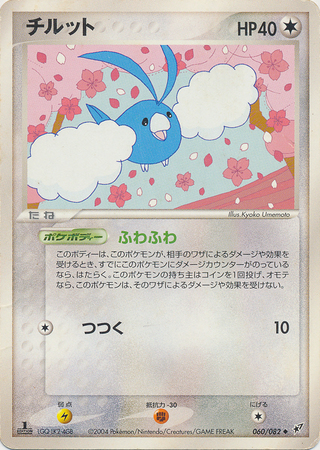 チルット
HP40
たね
Illus.Kyoko Umemoto
ポケボディー ふわふわ
このボディーは、このポケモンが、相手のワザによるダメージや効果を
受けるとき、すでにこのポケモンにダメージカウンターがのっている
なら、はたらく。このポケモンの持ち主はコインを1回投げ、オモテ
なら、このポケモンは、そのワザによるダメージや効果を受けない。
つつく 10
弱点 抵抗力 -30 にげる
1 EDITION ©2004 Pokémon/Nintendo/Creatures/GAME FREAK 060/082